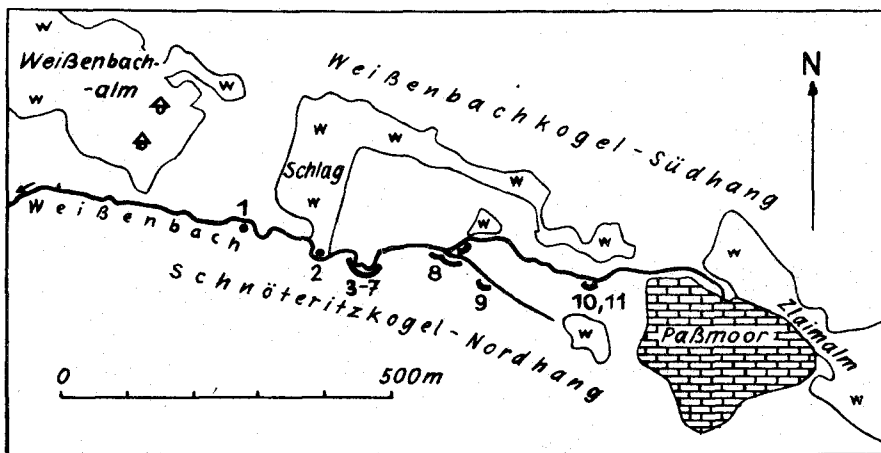 Weißenbach-
-alm
w
w
w
N
Weißenbachkogel-Südhang
w
w
Schlag
w
w
w
w
w
Weißenbach
1
2
3-7
8
9
10,11
Schnöteritzkogel-Nordhang
w
Paßmoor
Zlaimalm
w
0
500m